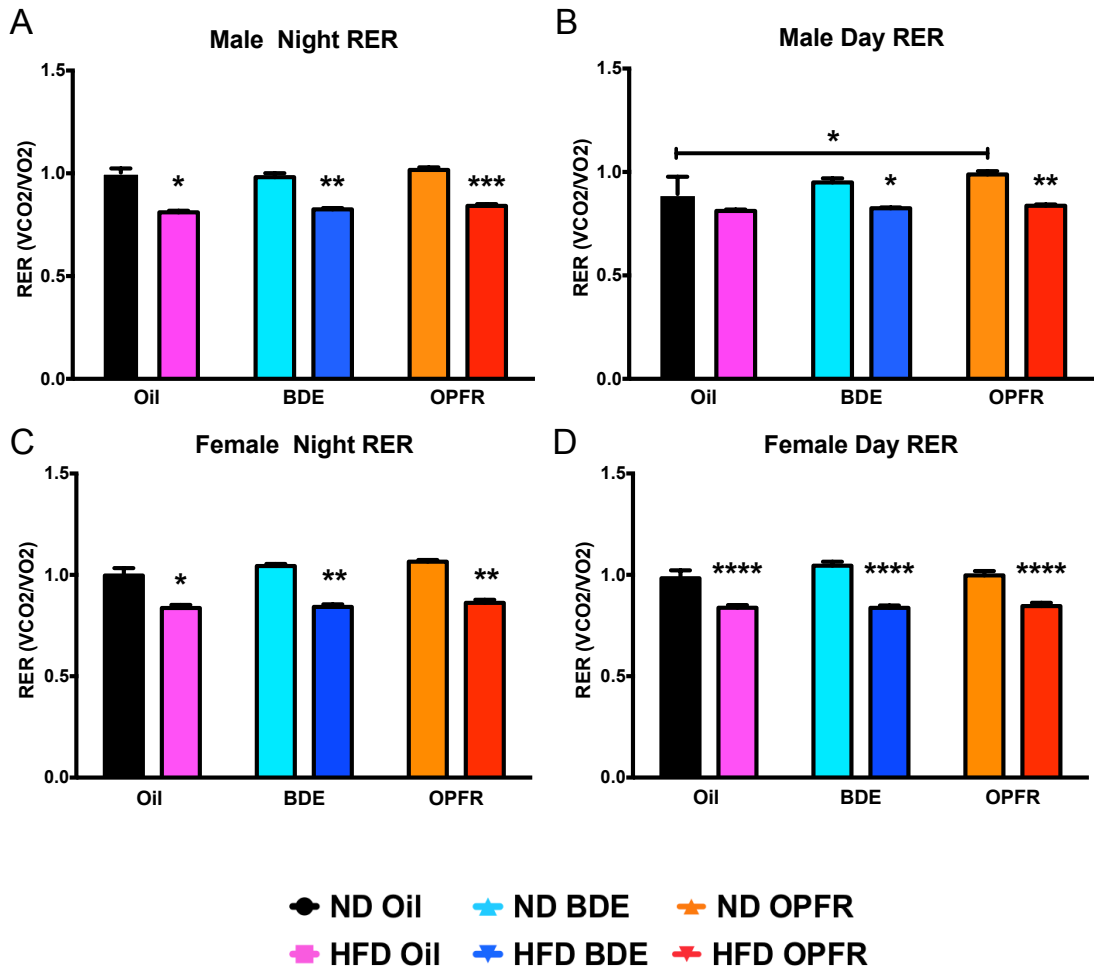 A
Male Night RER
RER (VCO2/VO2)
1.5
1.0
0.5
0.0
* ** ***
Oil BDE OPFR
B
Male Day RER
RER (VCO2/VO2)
1.5
1.0
0.5
0.0
*
* **
Oil BDE OPFR
C
Female Night RER
RER (VCO2/VO2)
1.5
1.0
0.5
0.0
* ** **
Oil BDE OPFR
D
Female Day RER
RER (VCO2/VO2)
1.5
1.0
0.5
0.0
**** **** ****
Oil BDE OPFR
ND Oil ND BDE ND OPFR
HFD Oil HFD BDE HFD OPFR